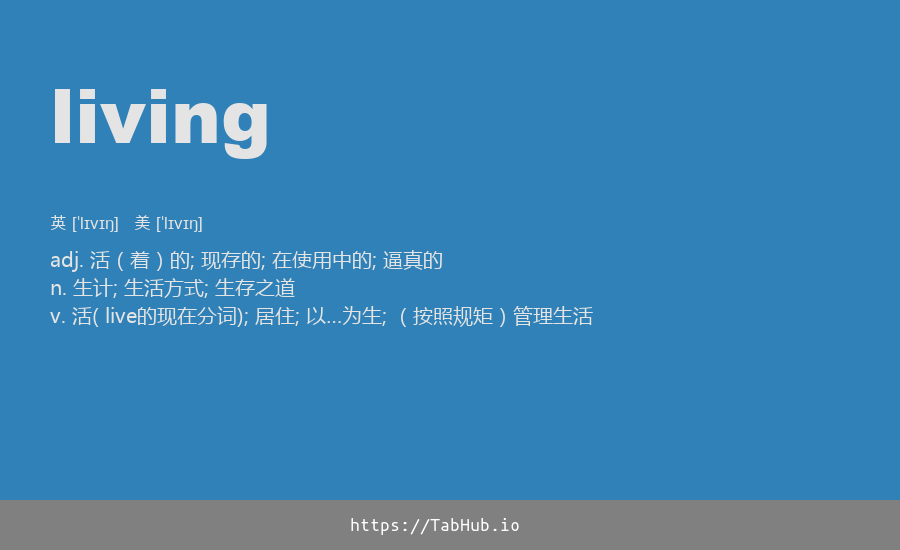 living
英 ['lɪvɪŋ] 美 ['lɪvɪŋ]
adj. 活（着）的; 现存的; 在使用中的; 逼真的
n. 生计; 生活方式; 生存之道
v. 活( live的现在分词); 居住; 以…为生; （按照规矩）管理生活
https://TabHub.io